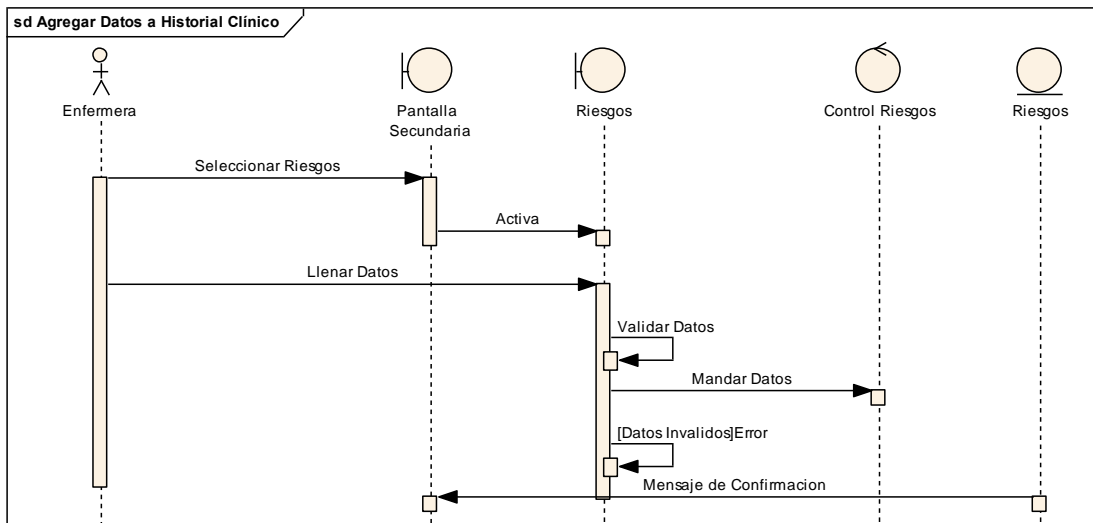 sd Agregar Datos a Historial Clínico
Enfermera
Pantalla
Secundaria
Riesgos
Control Riesgos
Riesgos
Seleccionar Riesgos
Activa
Llenar Datos
Validar Datos
Mandar Datos
[Datos Invalidos]Error
Mensaje de Confirmacion